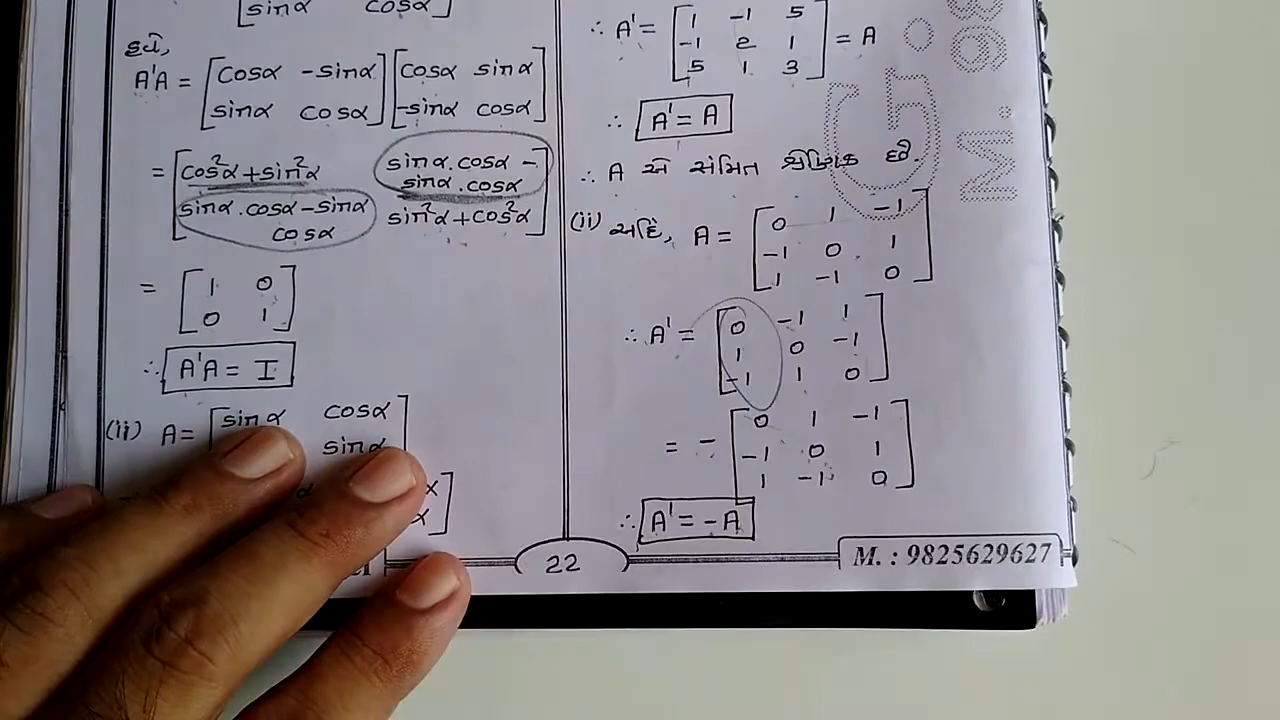 [sinα cosα]
હવે,
A'A = [cosα -sinα] [cosα sinα]
[sinα cosα] [-sinα cosα]
= [cos²α+sin²α sinα.cosα - sinα.cosα]
[sinα.cosα-sinα cosα sin²α+cos²α]
= [1 0]
[0 1]
∴ A'A = I
(ii) A = [sinα cosα]
sinα
α x]
α]
∴ A' = [1 -1 5]
[-1 2 1] = A
[5 1 3]
∴ A' = A
∴ A એ સંમિત શ્રેણિક છે.
(ii) અહિં, A = [0 1 -1]
[-1 0 1]
[1 -1 0]
∴ A' = [0 -1 1]
[1 0 -1]
[-1 1 0]
= - [0 1 -1]
[-1 0 1]
[1 -1 0]
∴ A' = -A
22
M. : 9825629627
M. 98